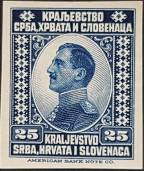 КРАЉЕВСТВО
СРБА, ХРВАТА И СЛОВЕНАЦА
25 KRALJEVSTVO 25
SRBA, HRVATA I SLOVENACA
AMERICAN BANK NOTE CO.